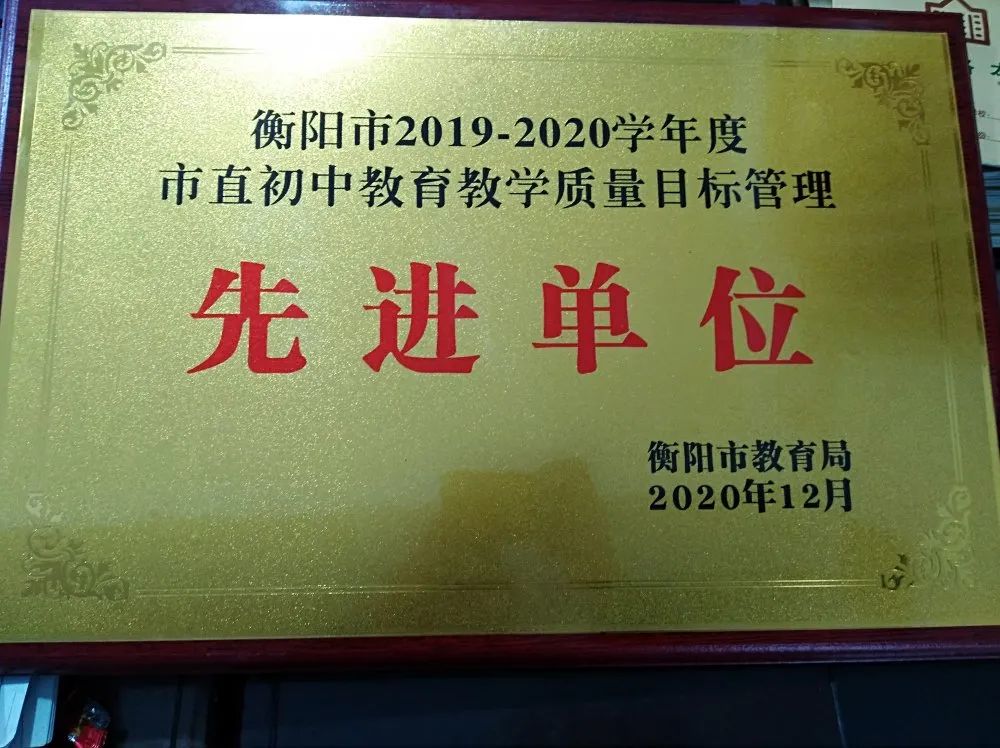 衡阳市2019-2020学年度
市直初中教育教学质量目标管理
先进单位
衡阳市教育局
2020年12月